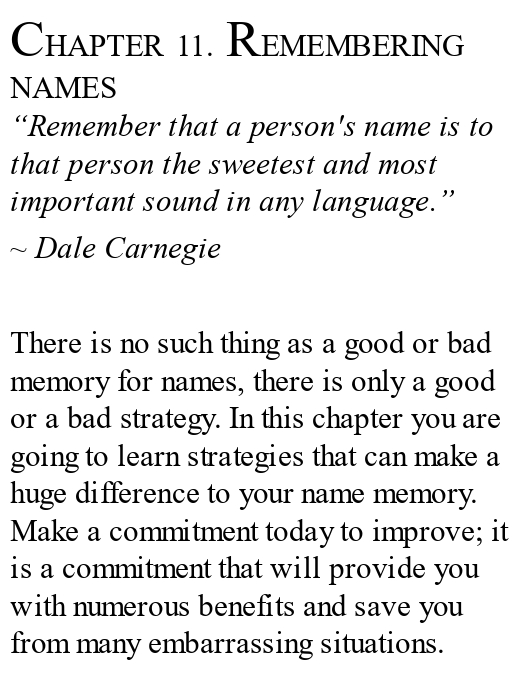 CHAPTER 11. REMEMBERING
NAMES
“Remember that a person's name is to
that person the sweetest and most
important sound in any language.”
~ Dale Carnegie
There is no such thing as a good or bad
memory for names, there is only a good
or a bad strategy. In this chapter you are
going to learn strategies that can make a
huge difference to your name memory.
Make a commitment today to improve; it
is a commitment that will provide you
with numerous benefits and save you
from many embarrassing situations.